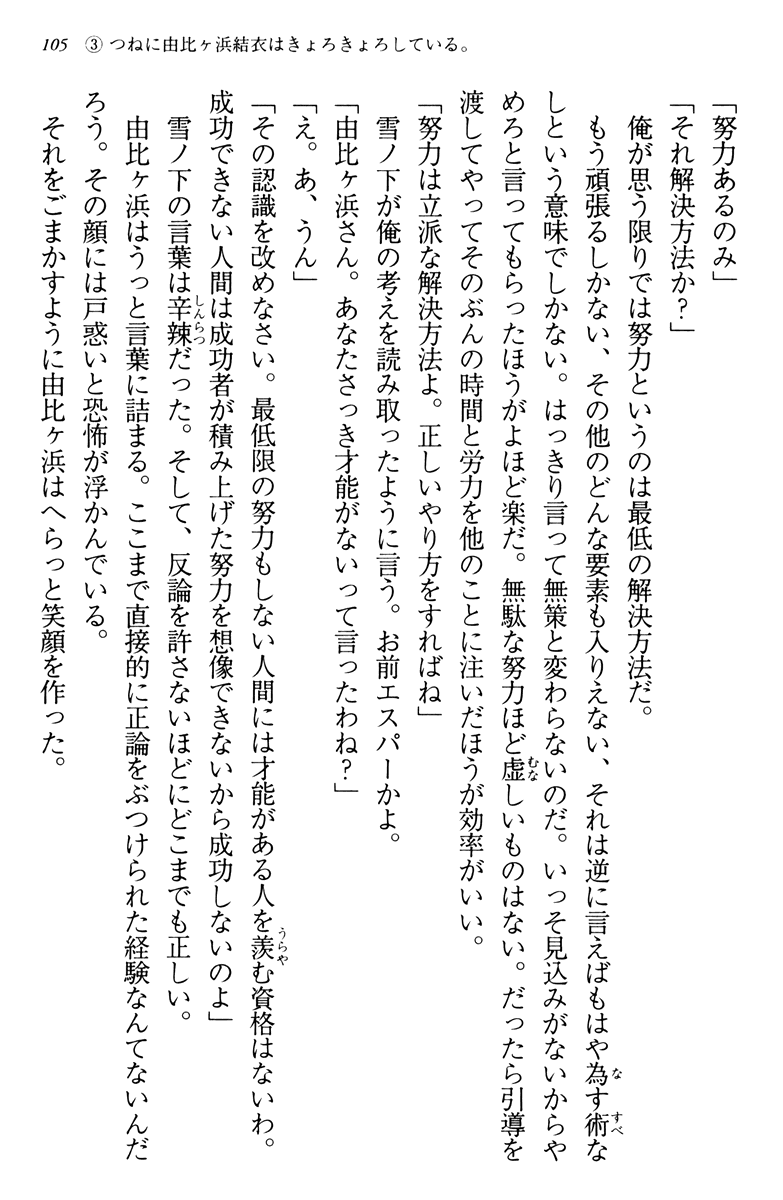 105 ③ つねに由比ヶ浜結衣はきょろきょろしている。
「努力あるのみ」
「それ解決方法か？」
　俺が思う限りでは努力というのは最低の解決方法だ。
　もう頑張るしかない、その他のどんな要素も入りえない、それは逆に言えばもはや為す術な
しという意味でしかない。はっきり言って無策と変わらないのだ。いっそ見込みがないからや
めろと言ってもらったほうがよほど楽だ。無駄な努力ほど虚しいものはない。だったら引導を
渡してやってそのぶんの時間と労力を他のことに注いだほうが効率がいい。
「努力は立派な解決方法よ。正しいやり方をすればね」
　雪ノ下が俺の考えを読み取ったように言う。お前エスパーかよ。
「由比ヶ浜さん。あなたさっき才能がないって言ったわね？」
「え。あ、うん」
「その認識を改めなさい。最低限の努力もしない人間には才能がある人を羨む資格はないわ。
成功できない人間は成功者が積み上げた努力を想像できないから成功しないのよ」
　雪ノ下の言葉は辛辣だった。そして、反論を許さないほどにどこまでも正しい。
　由比ヶ浜はうっと言葉に詰まる。ここまで直接的に正論をぶつけられた経験なんてないんだ
ろう。その顔には戸惑いと恐怖が浮かんでいる。
　それをごまかすように由比ヶ浜はへらっと笑顔を作った。